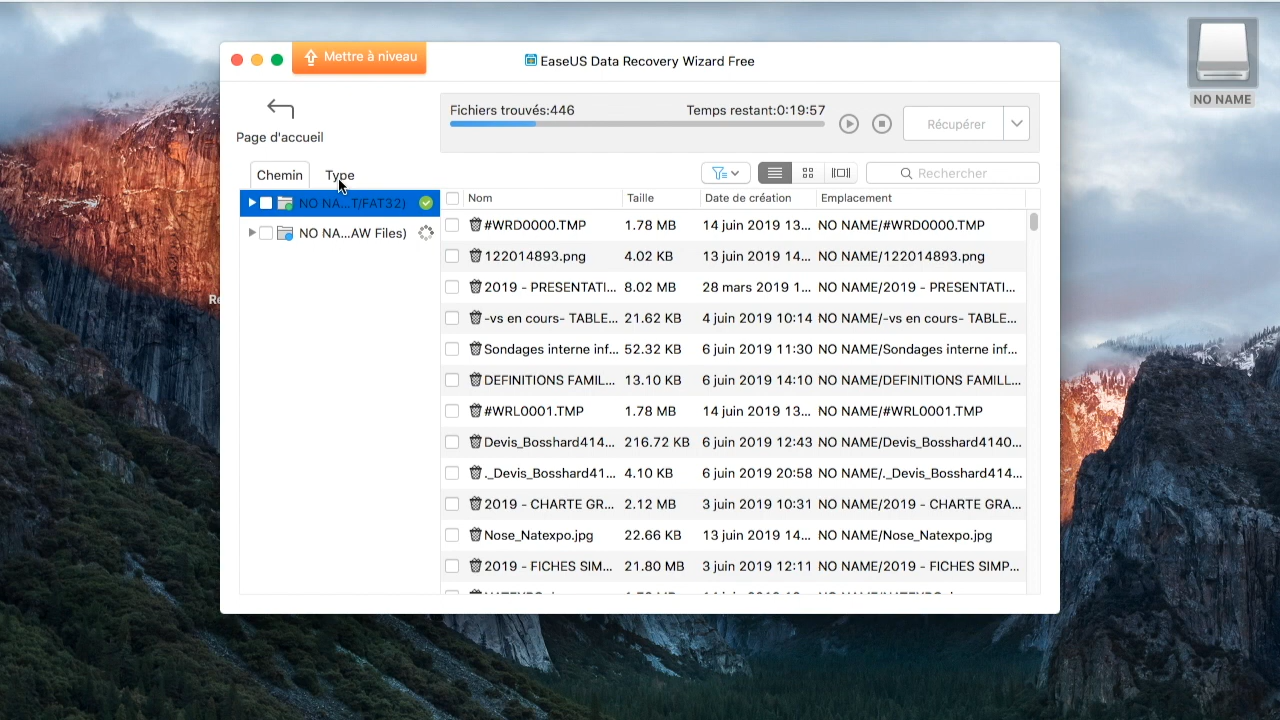 Mettre à niveau
EaseUS Data Recovery Wizard Free
NO NAME
Page d'accueil
Fichiers trouvés:446 Temps restant:0:19:57
Récupérer
Chemin Type
Rechercher
NO NA...T/FAT32)
NO NA...AW Files)
Nom Taille Date de création Emplacement
#WRD0000.TMP 1.78 MB 14 juin 2019 13... NO NAME/#WRD0000.TMP
122014893.png 4.02 KB 13 juin 2019 14... NO NAME/122014893.png
2019 - PRESENTATI... 8.02 MB 28 mars 2019 1... NO NAME/2019 - PRESENTATI...
-vs en cours- TABLE... 21.62 KB 4 juin 2019 10:14 NO NAME/-vs en cours- TABLE...
Sondages interne inf... 52.32 KB 6 juin 2019 11:30 NO NAME/Sondages interne inf...
DEFINITIONS FAMIL... 13.10 KB 6 juin 2019 14:10 NO NAME/DEFINITIONS FAMILL...
#WRL0001.TMP 1.78 MB 14 juin 2019 13... NO NAME/#WRL0001.TMP
Devis_Bosshard414... 216.72 KB 6 juin 2019 12:43 NO NAME/Devis_Bosshard4140...
._Devis_Bosshard41... 4.10 KB 6 juin 2019 20:58 NO NAME/._Devis_Bosshard414...
2019 - CHARTE GR... 2.12 MB 3 juin 2019 10:31 NO NAME/2019 - CHARTE GRA...
Nose_Natexpo.jpg 22.66 KB 13 juin 2019 14... NO NAME/Nose_Natexpo.jpg
2019 - FICHES SIM... 21.80 MB 3 juin 2019 12:11 NO NAME/2019 - FICHES SIMP...